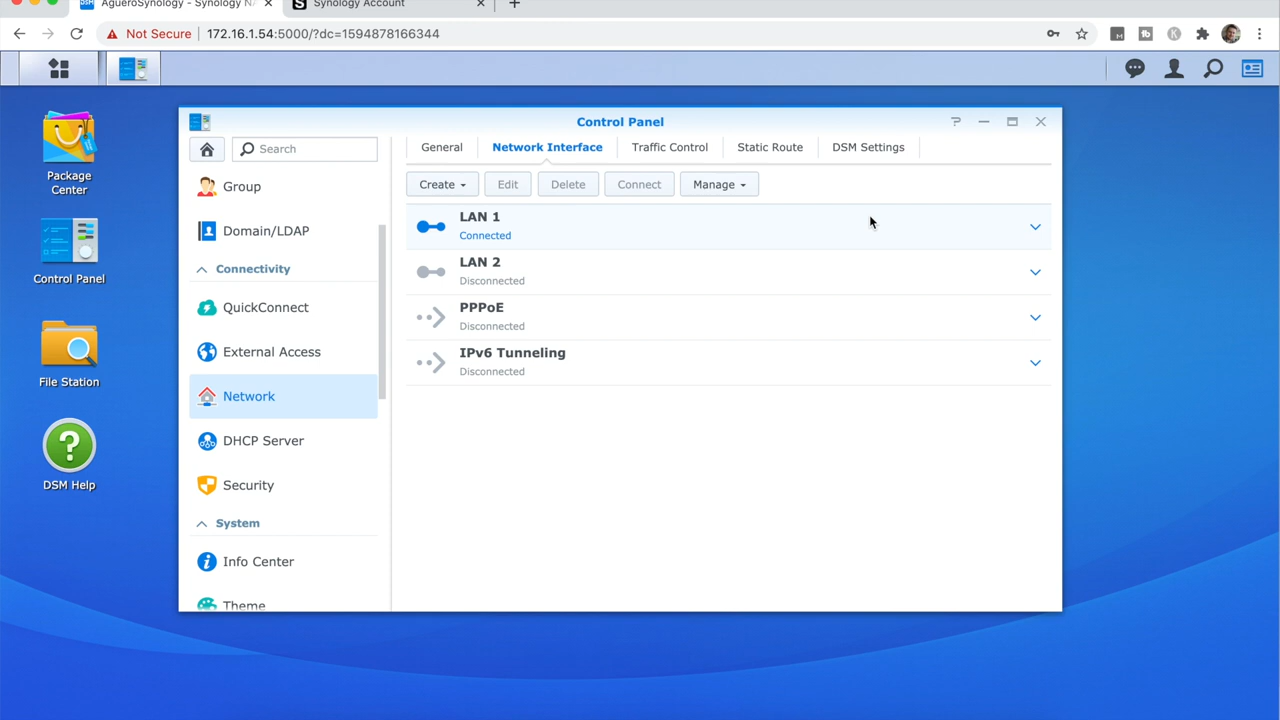 AgueroSynology - Synology NA
Synology Account
Not Secure
172.16.1.54:5000/?dc=1594878166344
Control Panel
Search
General
Network Interface
Traffic Control
Static Route
DSM Settings
Create
Edit
Delete
Connect
Manage
Package
Center
Control Panel
File Station
DSM Help
Group
Domain/LDAP
Connectivity
QuickConnect
External Access
Network
DHCP Server
Security
System
Info Center
Theme
LAN 1
Connected
LAN 2
Disconnected
PPPoE
Disconnected
IPv6 Tunneling
Disconnected